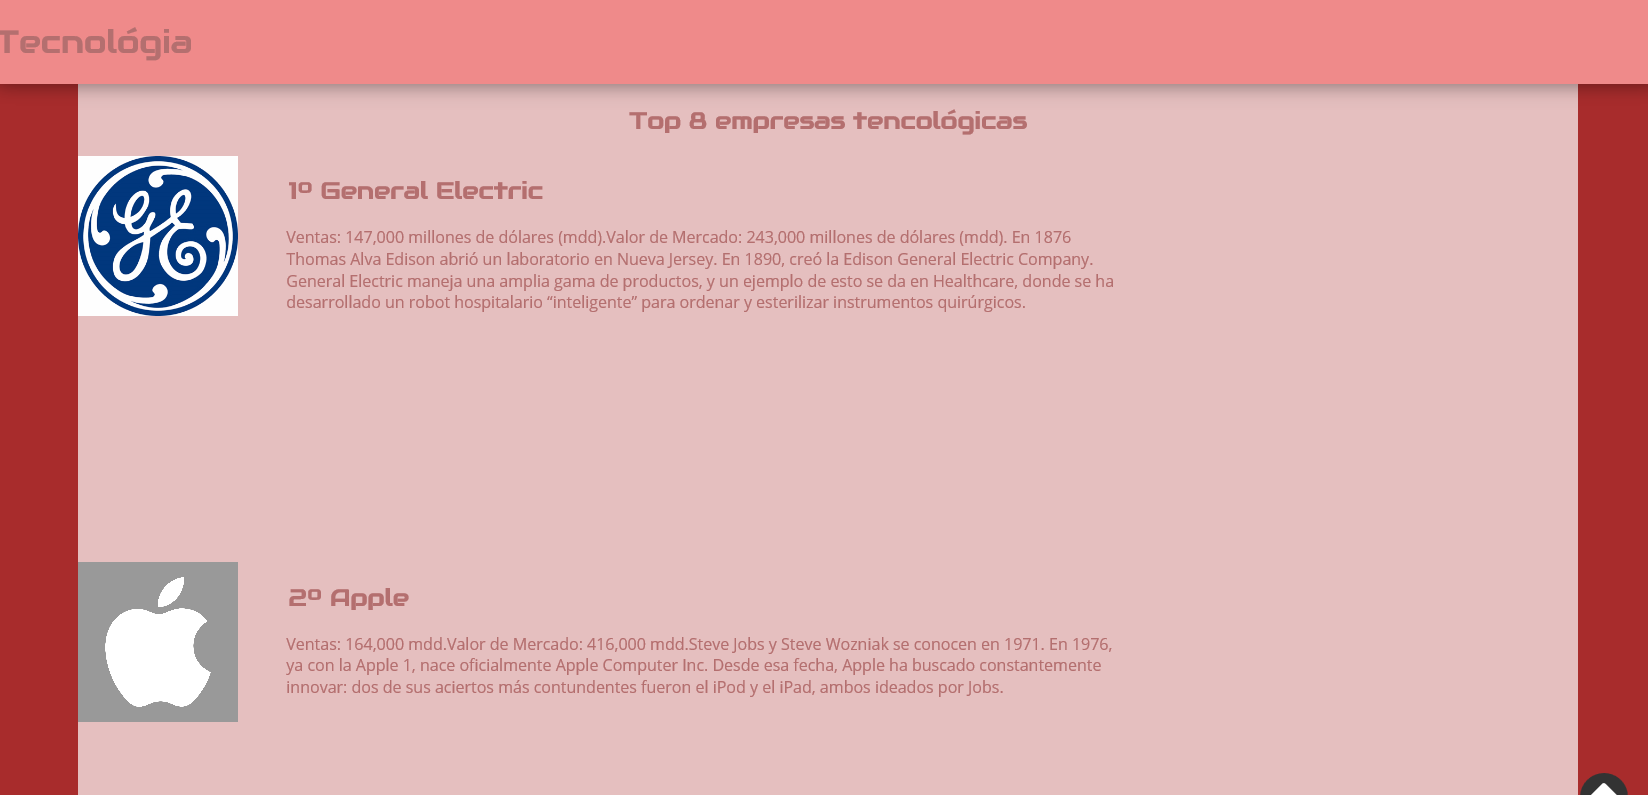 Tecnológia
Top 8 empresas tencológicas
GE
1º General Electric
Ventas: 147,000 millones de dólares (mdd).Valor de Mercado: 243,000 millones de dólares (mdd). En 1876
Thomas Alva Edison abrió un laboratorio en Nueva Jersey. En 1890, creó la Edison General Electric Company.
General Electric maneja una amplia gama de productos, y un ejemplo de esto se da en Healthcare, donde se ha
desarrollado un robot hospitalario “inteligente” para ordenar y esterilizar instrumentos quirúrgicos.
2º Apple
Ventas: 164,000 mdd.Valor de Mercado: 416,000 mdd.Steve Jobs y Steve Wozniak se conocen en 1971. En 1976,
ya con la Apple 1, nace oficialmente Apple Computer Inc. Desde esa fecha, Apple ha buscado constantemente
innovar: dos de sus aciertos más contundentes fueron el iPod y el iPad, ambos ideados por Jobs.